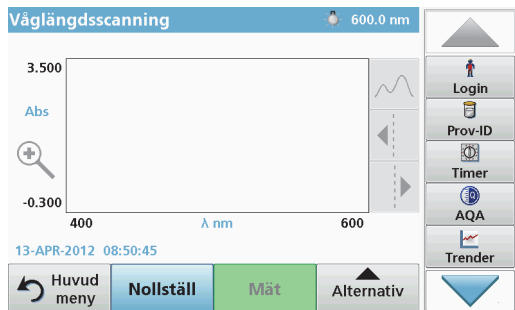 Våglängdsscanning 600.0 nm
3.500
Abs
-0.300
400 λ nm 600
13-APR-2012 08:50:45
Huvud
meny
Nollställ
Mät
Alternativ
Login
Prov-ID
Timer
AQA
Trender